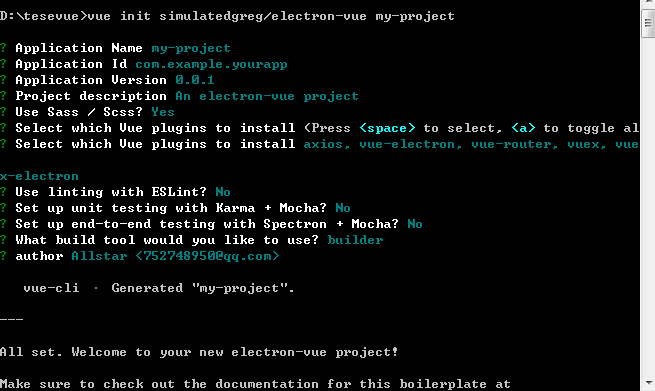 D:\tesevue>vue init simulatedgreg/electron-vue my-project
? Application Name my-project
? Application Id com.example.yourapp
? Application Version 0.0.1
? Project description An electron-vue project
? Use Sass / Scss? Yes
? Select which Vue plugins to install (Press <space> to select, <a> to toggle al
? Select which Vue plugins to install axios, vue-electron, vue-router, vuex, vue
x-electron
? Use linting with ESLint? No
? Set up unit testing with Karma + Mocha? No
? Set up end-to-end testing with Spectron + Mocha? No
? What build tool would you like to use? builder
? author Allstar <752748950@qq.com>
vue-cli · Generated "my-project".
---
All set. Welcome to your new electron-vue project!
Make sure to check out the documentation for this boilerplate at